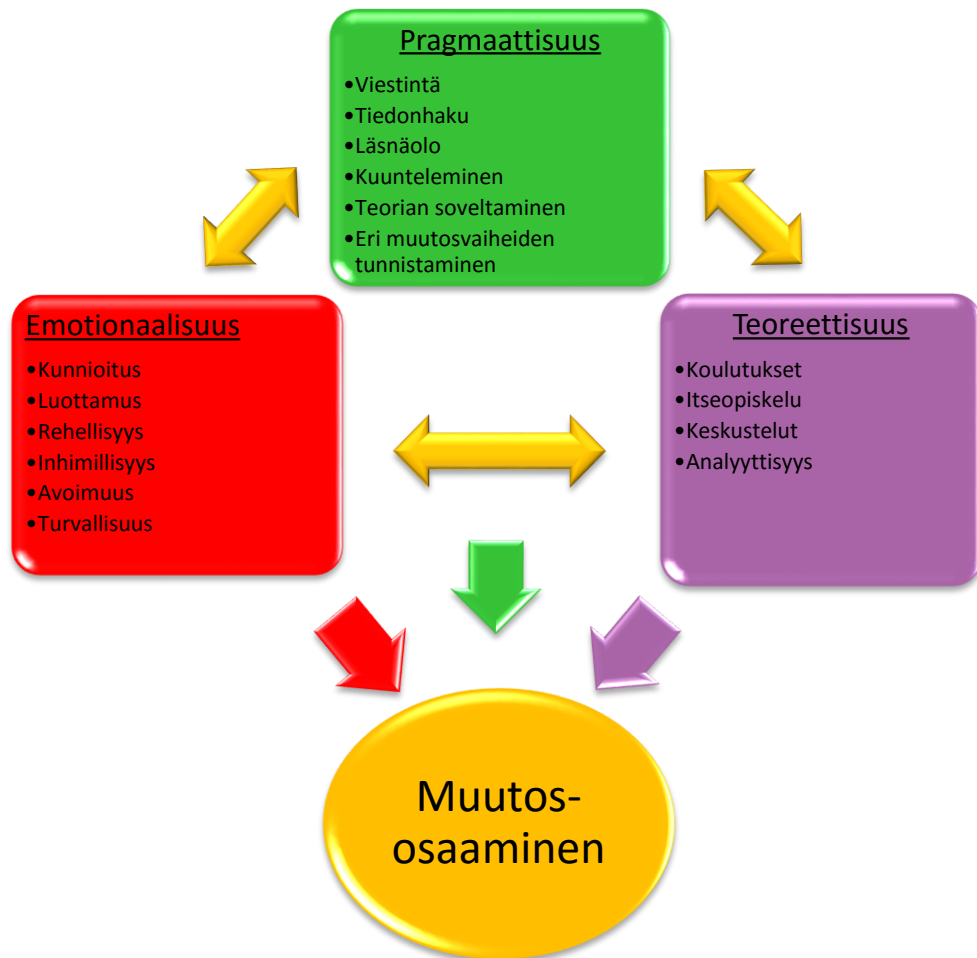 Pragmaattisuus
•Viestintä
•Tiedonhaku
•Läsnäolo
•Kuunteleminen
•Teorian soveltaminen
•Eri muutosvaiheiden
tunnistaminen
Emotionaalisuus
•Kunnioitus
•Luottamus
•Rehellisyys
•Inhimillisyys
•Avoimuus
•Turvallisuus
Teoreettisuus
•Koulutukset
•Itseopiskelu
•Keskustelut
•Analyyttisyys
Muutos-
osaaminen